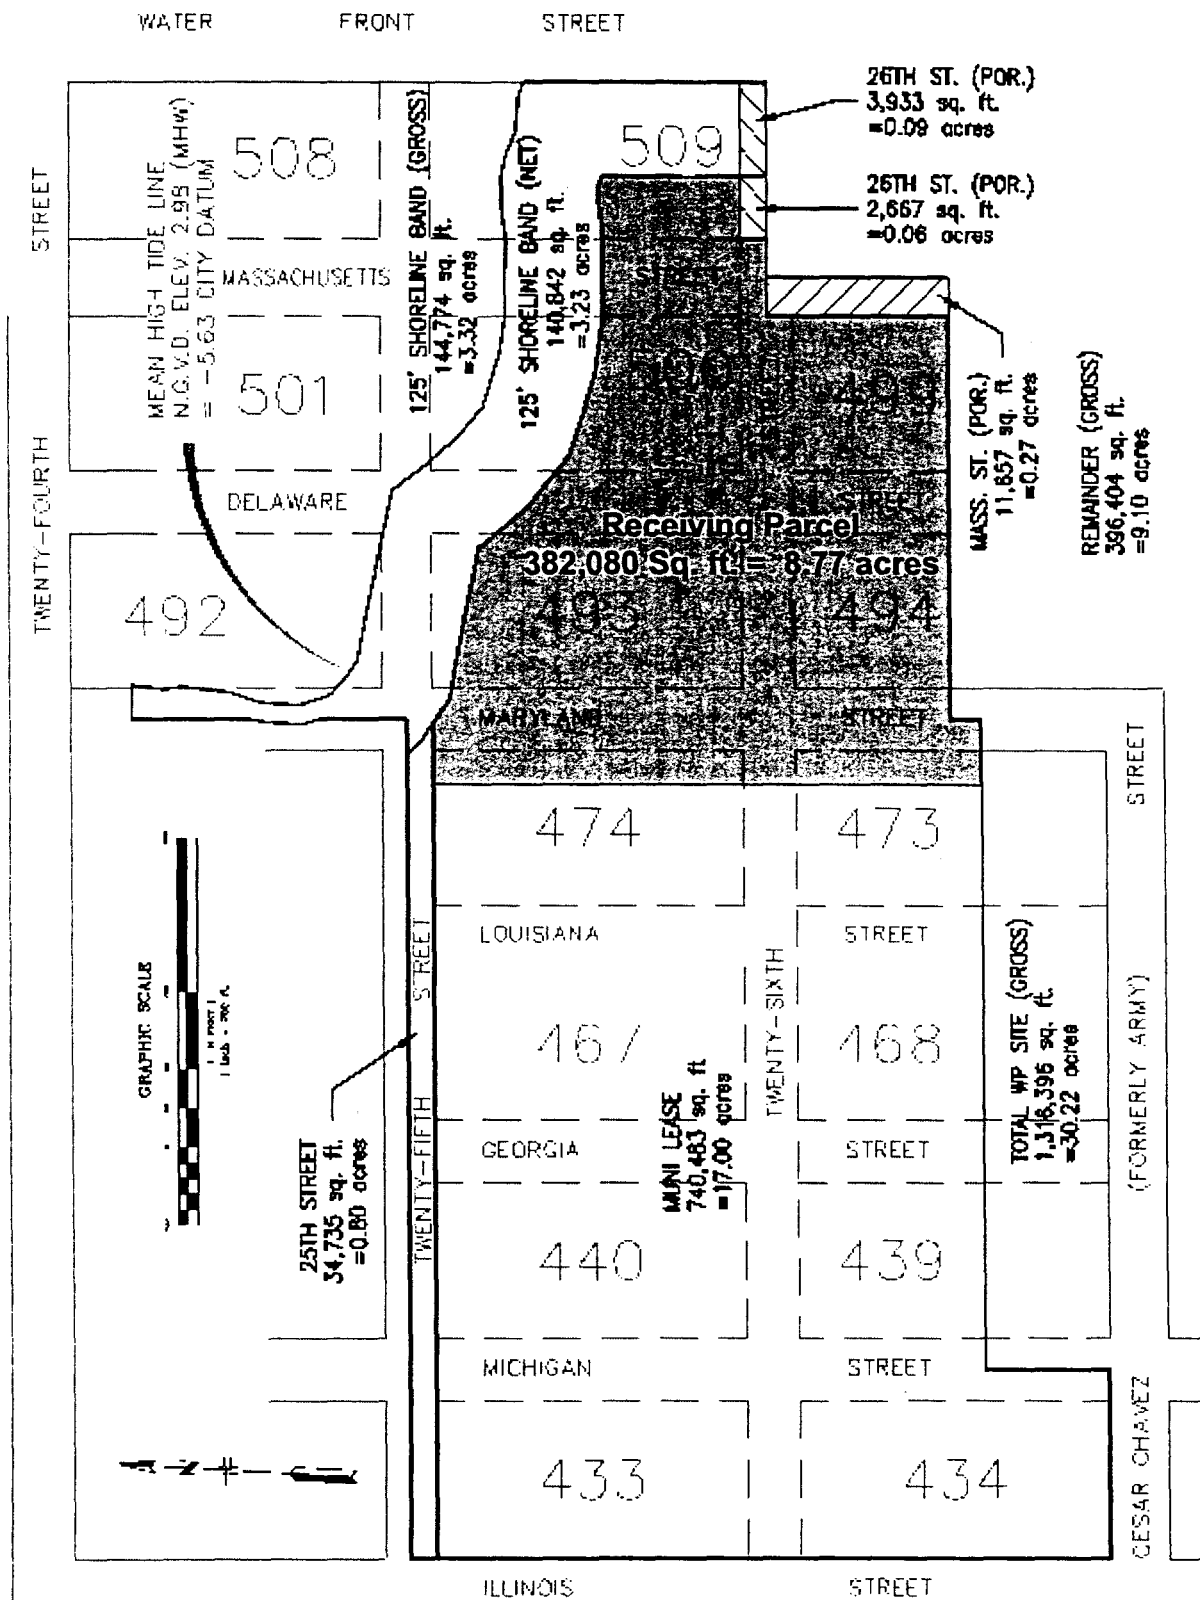 WATER FRONT STREET
26TH ST. (POR.)
3,933 sq. ft.
=0.09 acres
26TH ST. (POR.)
2,667 sq. ft.
=0.06 acres
508
509
STREET
MEAN HIGH TIDE LINE
N.G.V.D. ELEV. 2.98 (MHW)
= -5.63 CITY DATUM
125' SHORELINE BAND (GROSS)
144,774 sq. ft.
=3.32 acres
125' SHORELINE BAND (NET)
140,842 sq. ft.
=3.23 acres
MASSACHUSETTS
501
499
MASS. ST. (POR.)
11,657 sq. ft.
=0.27 acres
REMAINDER (GROSS)
396,404 sq. ft.
=9.10 acres
TWENTY-FOURTH
DELAWARE
STREET
Receiving Parcel
382,080 Sq. ft. = 8.77 acres
492
493
494
MARYLAND
STREET
STREET
474
473
GRAPHIC SCALE
LOUISIANA
STREET
STREET
TWENTY-FIFTH
TWENTY-SIXTH
467
468
TOTAL WP SITE (GROSS)
1,316,396 sq. ft.
=30.22 acres
(FORMERLY ARMY)
25TH STREET
34,735 sq. ft.
=0.80 acres
MUNI LEASE
740,463 sq. ft
=17.00 acres
GEORGIA
STREET
440
439
MICHIGAN
STREET
433
434
CESAR CHAVEZ
ILLINOIS
STREET